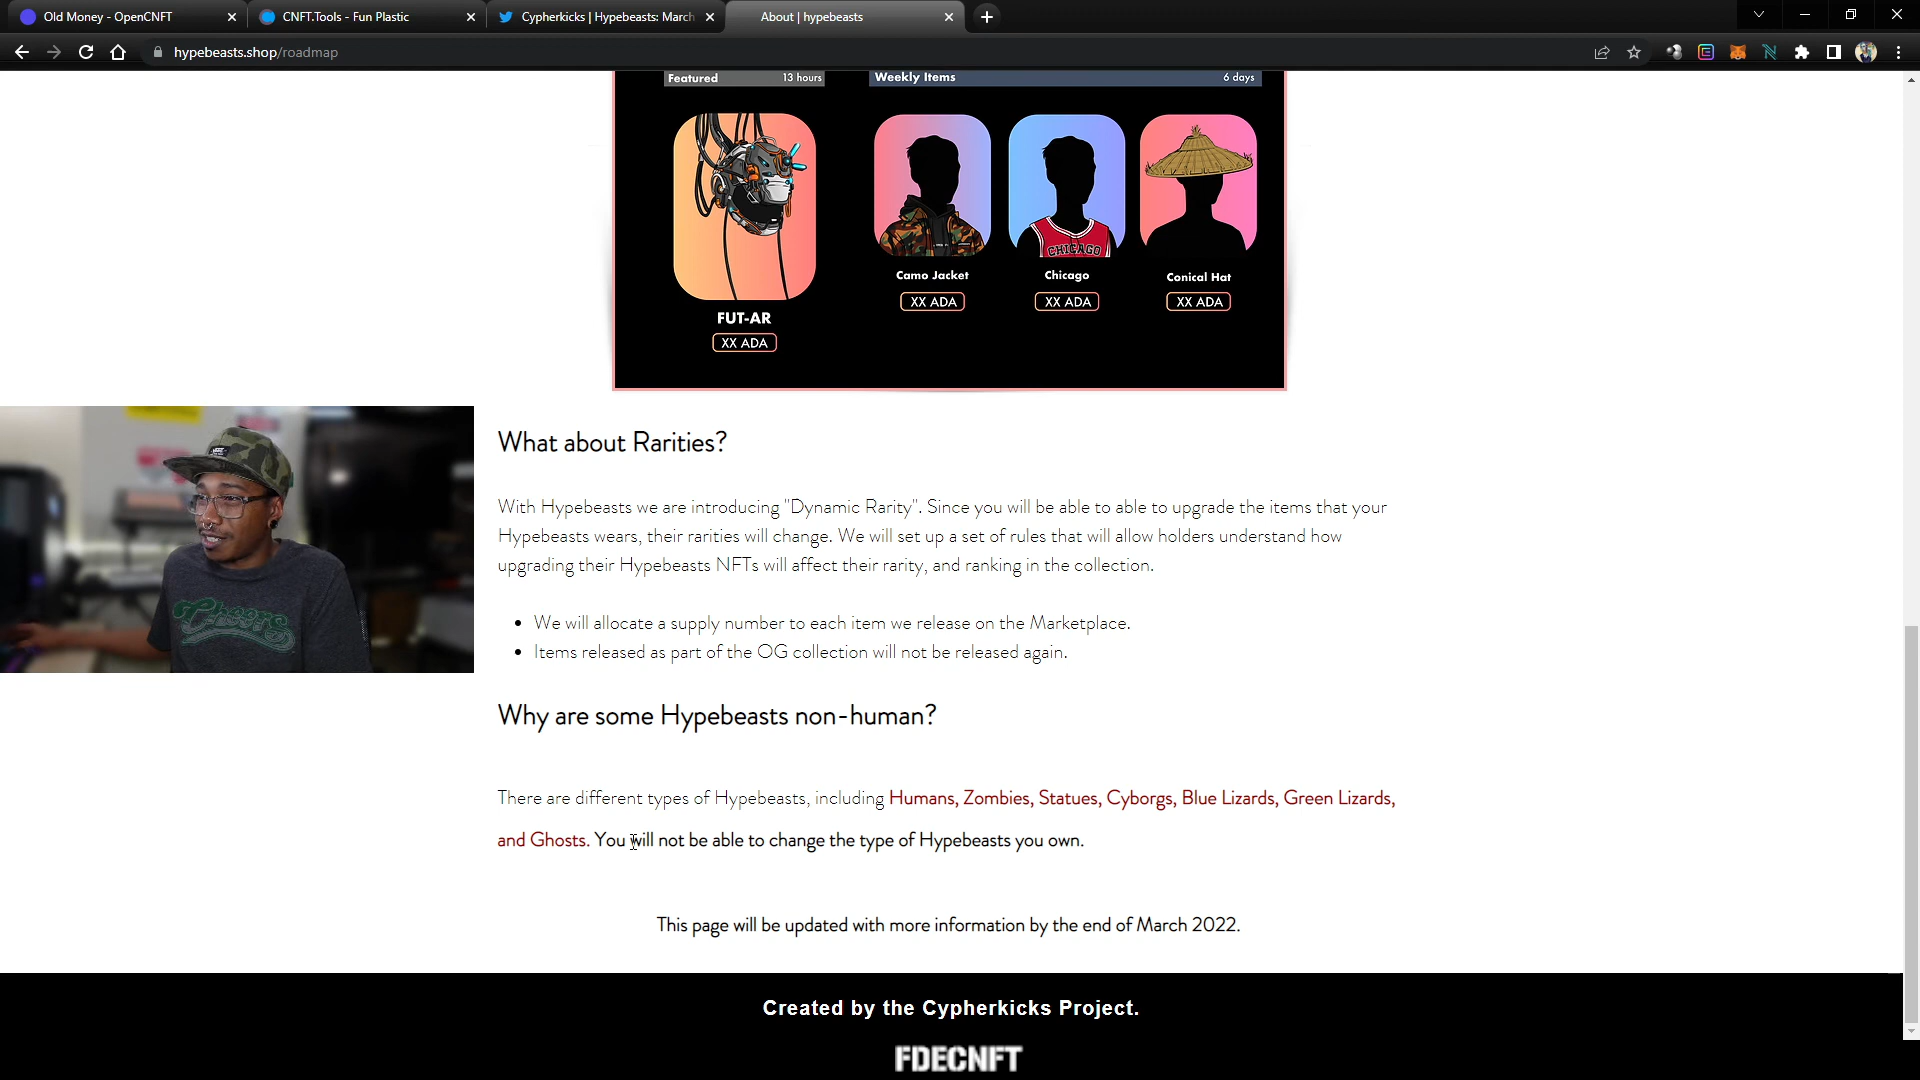 Old Money - OpenCNFT
CNFT.Tools - Fun Plastic
Cypherkicks | Hypebeasts: March
About | hypebeasts
hypebeasts.shop/roadmap
Featured 13 hours
Weekly Items 6 days
CHICAGO
Camo Jacket
Chicago
Conical Hat
XX ADA
XX ADA
XX ADA
FUT-AR
XX ADA
What about Rarities?
With Hypebeasts we are introducing "Dynamic Rarity". Since you will be able to able to upgrade the items that your
Hypebeasts wears, their rarities will change. We will set up a set of rules that will allow holders understand how
upgrading their Hypebeasts NFTs will affect their rarity, and ranking in the collection.
• We will allocate a supply number to each item we release on the Marketplace.
• Items released as part of the OG collection will not be released again.
Cheers
Why are some Hypebeasts non-human?
There are different types of Hypebeasts, including Humans, Zombies, Statues, Cyborgs, Blue Lizards, Green Lizards,
and Ghosts. You will not be able to change the type of Hypebeasts you own.
This page will be updated with more information by the end of March 2022.
Created by the Cypherkicks Project.
FDECNFT